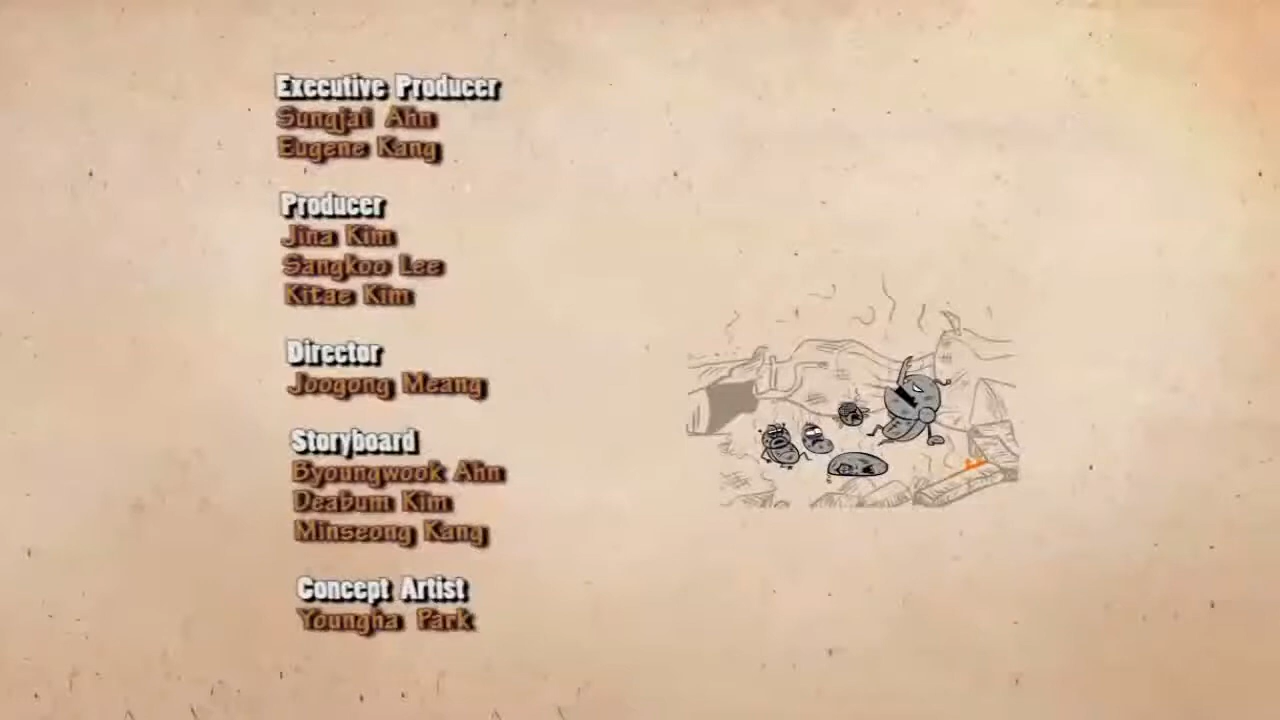 Executive Producer
Sungjai Ahn
Eugene Kang
Producer
Jina Kim
Sangkoo Lee
Kitae Kim
Director
Joogong Meang
Storyboard
Byoungwook Ahn
Deabum Kim
Minseong Kang
Concept Artist
Youngha Park